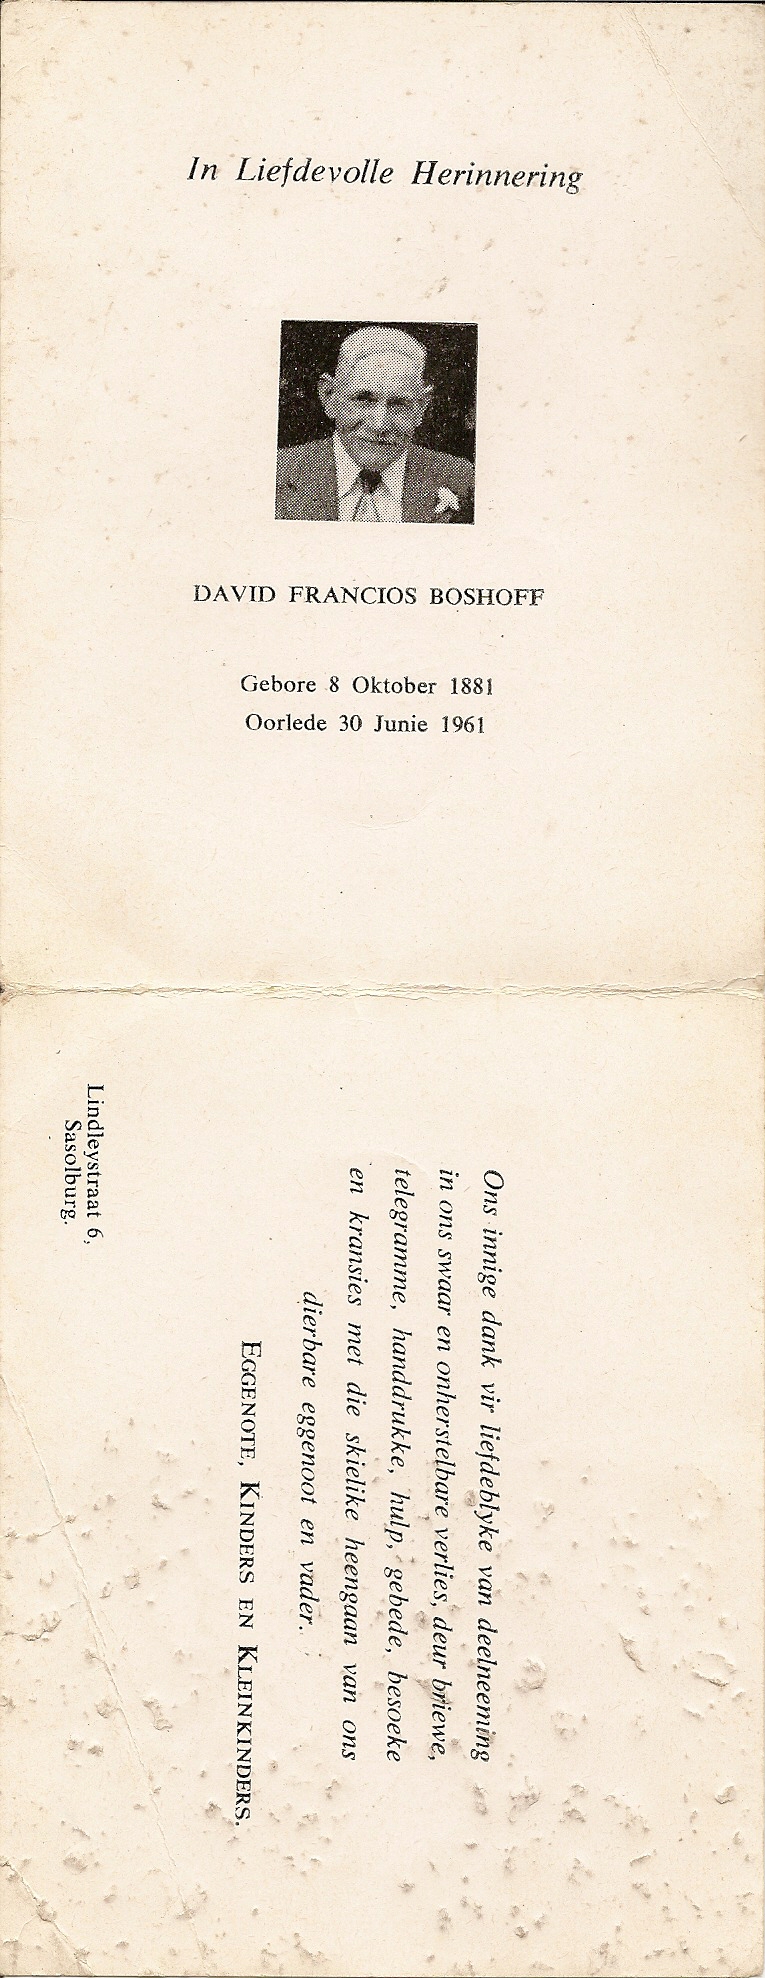 In Liefdevolle Herinnering
DAVID FRANCIOS BOSHOFF
Gebore 8 Oktober 1881
Oorlede 30 Junie 1961
Ons innige dank vir liefdeblyke van deelneeming
in ons swaar en onherstelbare verlies, deur briewe,
telegramme, handdrukke, hulp, gebede, besoeke
en kransies met die skielike heengaan van ons
dierbare eggenoot en vader.
EGGENOTE, KINDERS EN KLEINKINDERS.
Lindleystraat 6,
Sasolburg.